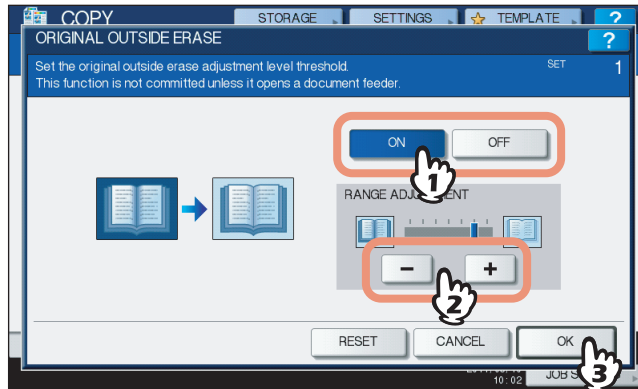 COPY
STORAGE
SETTINGS
TEMPLATE
?
ORIGINAL OUTSIDE ERASE
?
Set the original outside erase adjustment level threshold.
SET 1
This function is not committed unless it opens a document feeder.
ON
OFF
1
RANGE
- +
2
RESET
CANCEL
OK
3
10:02
JOB